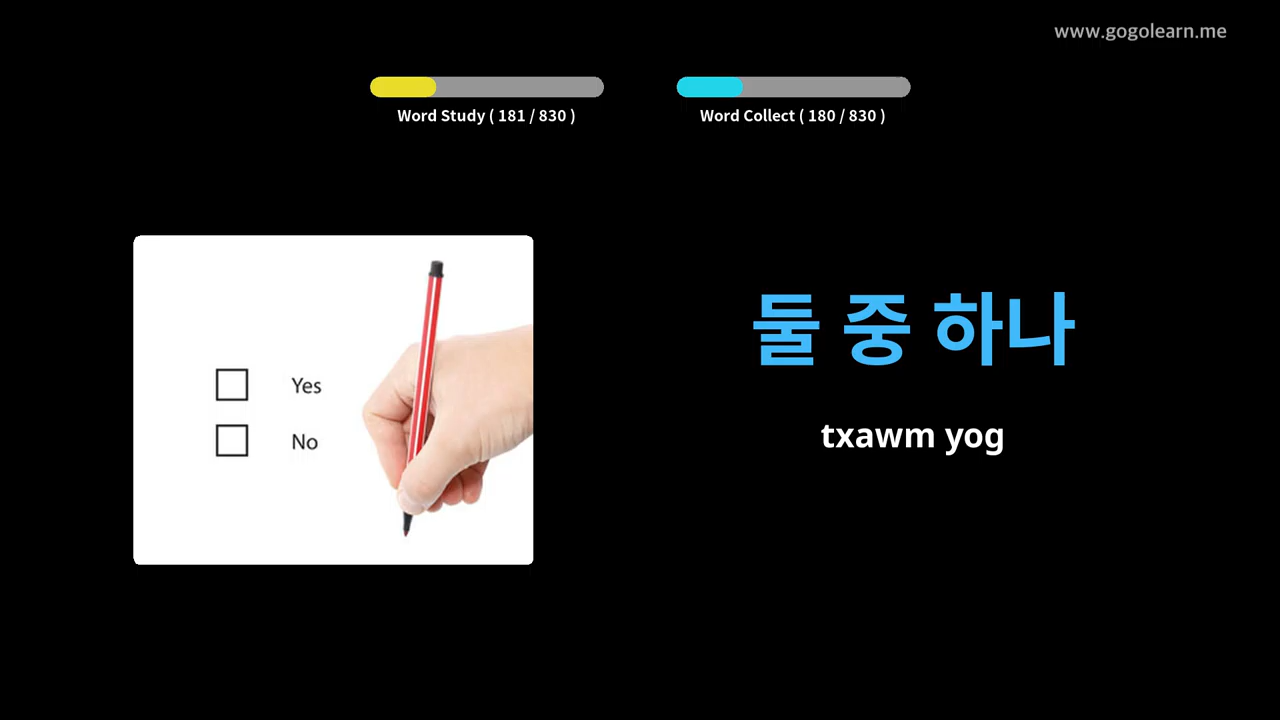 www.gogolearn.me
Word Study ( 181 / 830 )
Word Collect ( 180 / 830 )
Yes
No
둘 중 하나
txawm yog